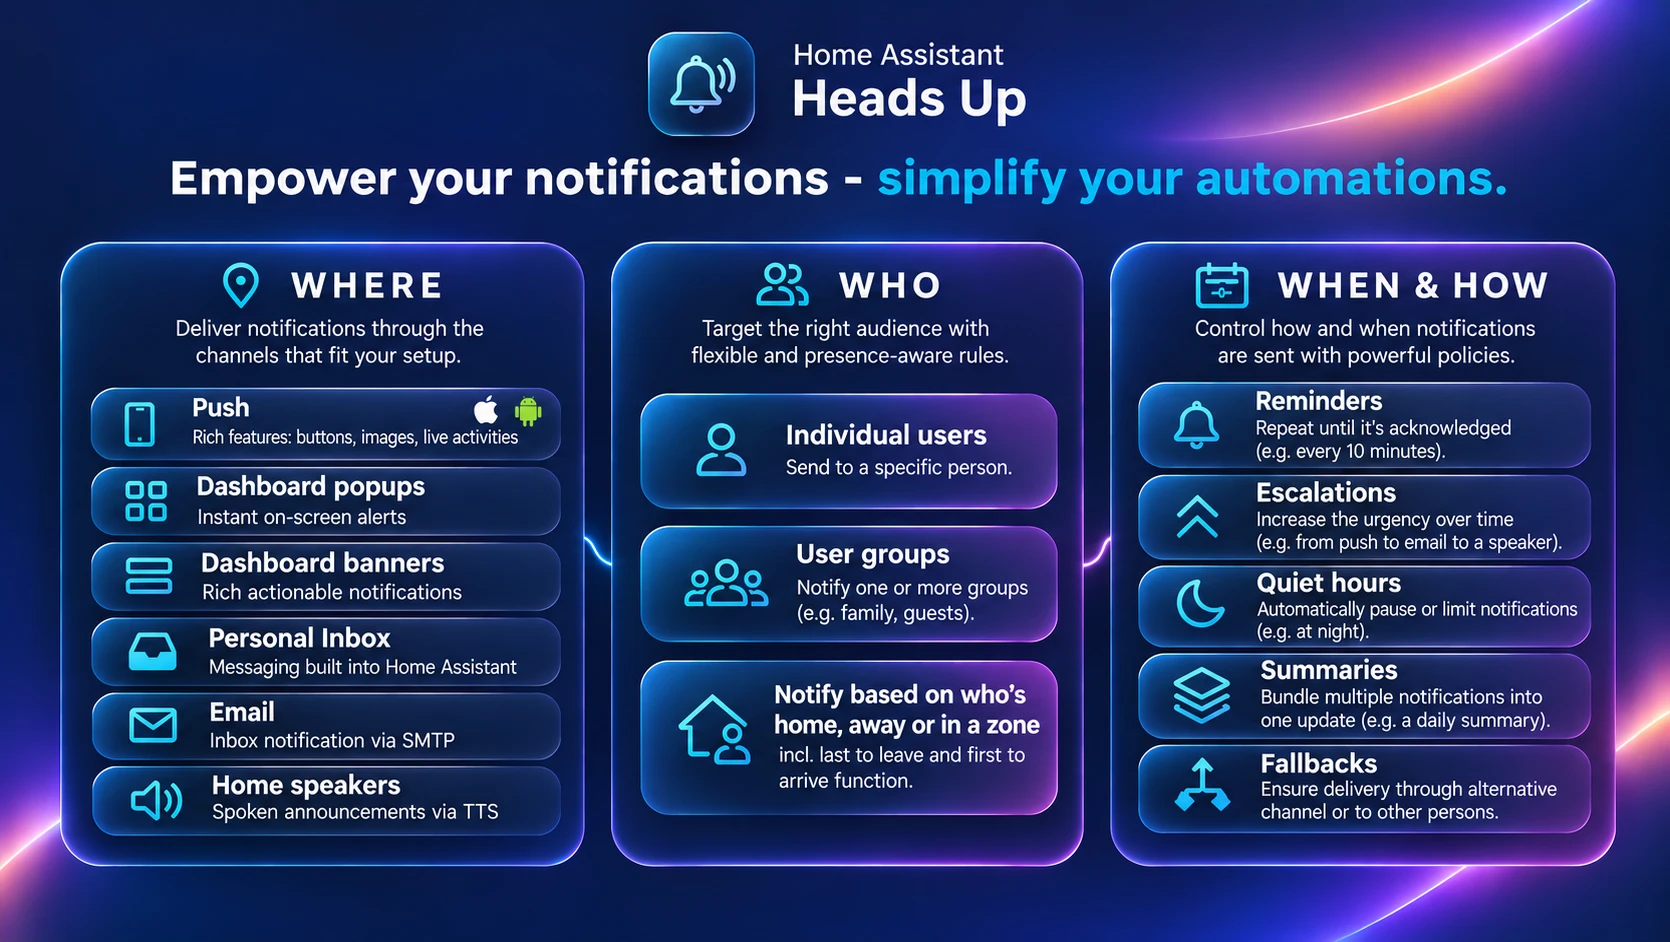 Home Assistant
Heads Up
Empower your notifications - simplify your automations.
WHERE
Deliver notifications through the
channels that fit your setup.
Push
Rich features: buttons, images, live activities
Dashboard popups
Instant on-screen alerts
Dashboard banners
Rich actionable notifications
Personal Inbox
Messaging built into Home Assistant
Email
Inbox notification via SMTP
Home speakers
Spoken announcements via TTS
WHO
Target the right audience with
flexible and presence-aware rules.
Individual users
Send to a specific person.
User groups
Notify one or more groups
(e.g. family, guests).
Notify based on who's
home, away or in a zone
incl. last to leave and first to
arrive function.
WHEN & HOW
Control how and when notifications
are sent with powerful policies.
Reminders
Repeat until it's acknowledged
(e.g. every 10 minutes).
Escalations
Increase the urgency over time
(e.g. from push to email to a speaker).
Quiet hours
Automatically pause or limit notifications
(e.g. at night).
Summaries
Bundle multiple notifications into
one update (e.g. a daily summary).
Fallbacks
Ensure delivery through alternative
channel or to other persons.